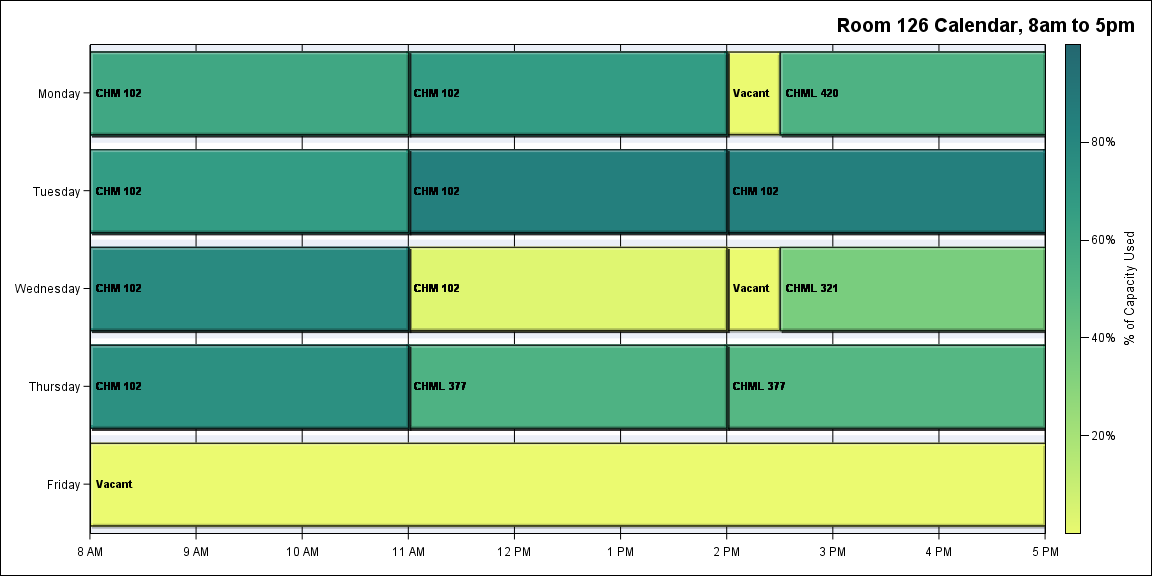 Room 126 Calendar, 8am to 5pm
Monday
CHM 102
CHM 102
Vacant
CHML 420
Tuesday
CHM 102
CHM 102
CHM 102
Wednesday
CHM 102
CHM 102
Vacant
CHML 321
Thursday
CHM 102
CHML 377
CHML 377
Friday
Vacant
8 AM
9 AM
10 AM
11 AM
12 PM
1 PM
2 PM
3 PM
4 PM
5 PM
80%
60%
40%
20%
% of Capacity Used